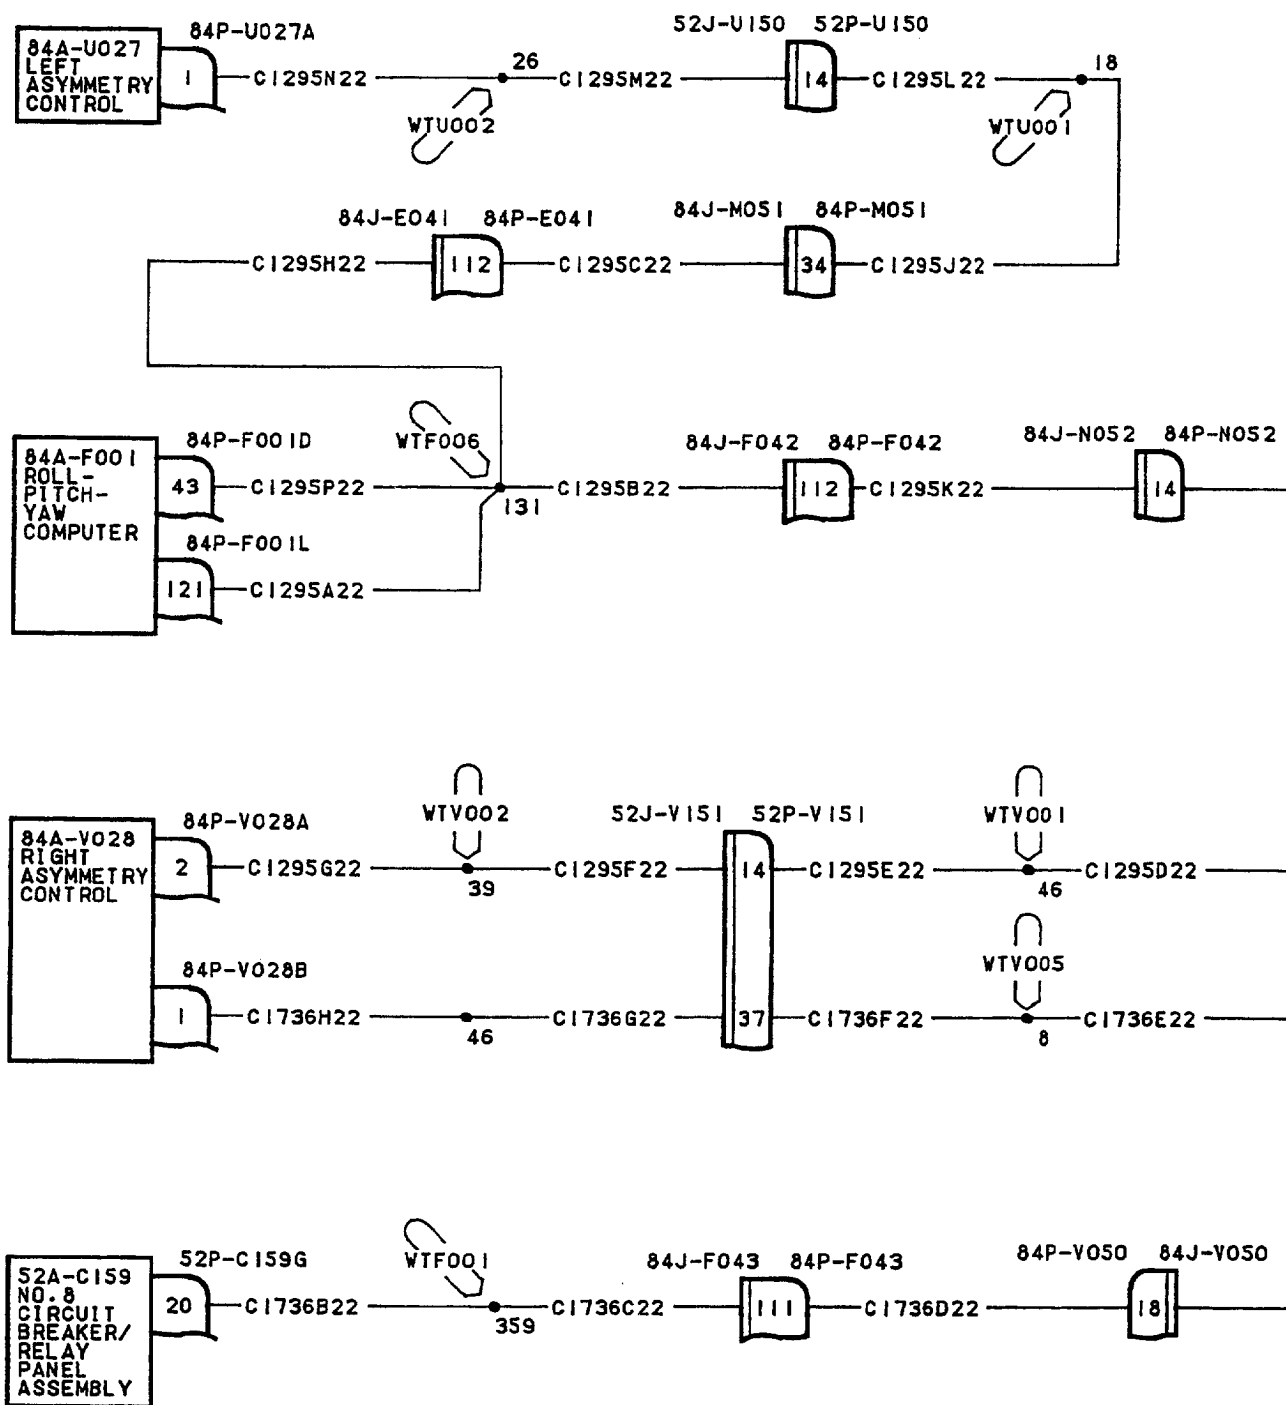 84P-U027A
52J-U150 52P-U150
84A-U027
LEFT
ASYMMETRY
CONTROL
1
C1295N22
26
C1295M22
14
C1295L22
18
WTU002
WTU001
84J-E041 84P-E041
84J-M051 84P-M051
C1295H22
112
C1295C22
34
C1295J22
84P-F001D
WTF006
84J-F042 84P-F042
84J-N052 84P-N052
84A-F001
ROLL-
PITCH-
YAW
COMPUTER
43
C1295P22
131
C1295B22
112
C1295K22
14
84P-F001L
121
C1295A22
84P-V028A
WTV002
52J-V151 52P-V151
WTV001
84A-V028
RIGHT
ASYMMETRY
CONTROL
2
C1295G22
39
C1295F22
14
C1295E22
46
C1295D22
84P-V028B
WTV005
1
C1736H22
46
C1736G22
37
C1736F22
8
C1736E22
52P-C159G
WTF001
84J-F043 84P-F043
84P-V050 84J-V050
52A-C159
NO.8
CIRCUIT
BREAKER/
RELAY
PANEL
ASSEMBLY
20
C1736B22
359
C1736C22
111
C1736D22
18